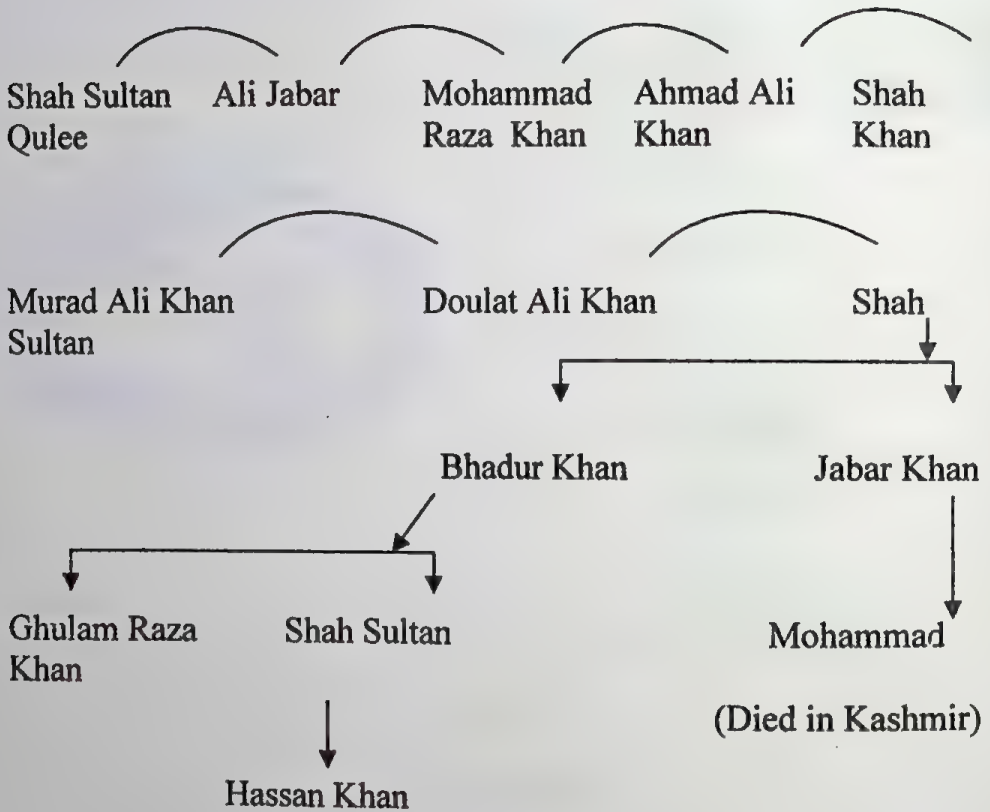 Shah Sultan Ali Jabar Mohammad Ahmad Ali Shah
Qulee Raza Khan Khan Khan
Murad Ali Khan Doulat Ali Khan Shah
Sultan
Bhadur Khan Jabar Khan
Ghulam Raza Shah Sultan Mohammad
Khan
(Died in Kashmir)
Hassan Khan